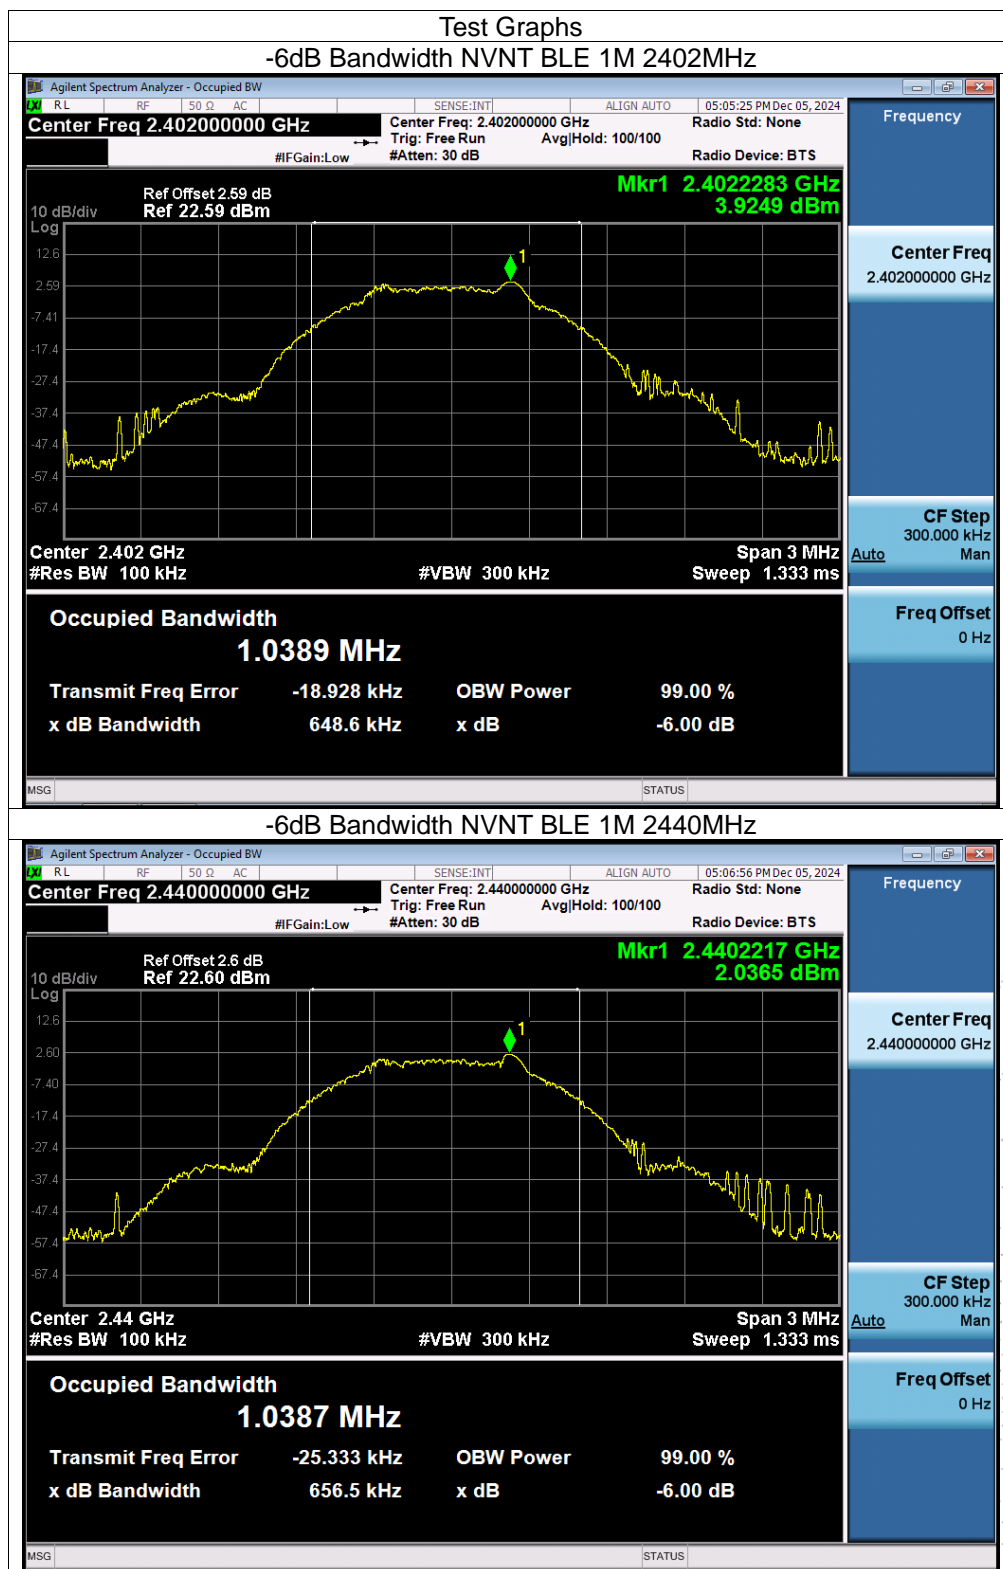 Test Graphs
-6dB Bandwidth NVNT BLE 1M 2402MHz
Agilent Spectrum Analyzer - Occupied BW
LXI RL RF 50 Ω AC SENSE:INT ALIGN AUTO 05:05:25 PM Dec 05, 2024
Center Freq 2.402000000 GHz
Center Freq: 2.402000000 GHz
Radio Std: None
Trig: Free Run Avg|Hold: 100/100
#IFGain:Low #Atten: 30 dB Radio Device: BTS
Frequency
Mkr1 2.4022283 GHz
3.9249 dBm
Ref Offset 2.59 dB
10 dB/div Ref 22.59 dBm
Log
1
12.6
2.59
-7.41
-17.4
-27.4
-37.4
-47.4
-57.4
-67.4
Center Freq
2.402000000 GHz
Center 2.402 GHz Span 3 MHz
#Res BW 100 kHz #VBW 300 kHz Sweep 1.333 ms
CF Step
300.000 kHz
Auto Man
Occupied Bandwidth
1.0389 MHz
Transmit Freq Error -18.928 kHz OBW Power 99.00 %
x dB Bandwidth 648.6 kHz x dB -6.00 dB
Freq Offset
0 Hz
MSG STATUS
-6dB Bandwidth NVNT BLE 1M 2440MHz
Agilent Spectrum Analyzer - Occupied BW
LXI RL RF 50 Ω AC SENSE:INT ALIGN AUTO 05:06:56 PM Dec 05, 2024
Center Freq 2.440000000 GHz
Center Freq: 2.440000000 GHz
Radio Std: None
Trig: Free Run Avg|Hold: 100/100
#IFGain:Low #Atten: 30 dB Radio Device: BTS
Frequency
Mkr1 2.4402217 GHz
2.0365 dBm
Ref Offset 2.6 dB
10 dB/div Ref 22.60 dBm
Log
1
12.6
2.60
-7.40
-17.4
-27.4
-37.4
-47.4
-57.4
-67.4
Center Freq
2.440000000 GHz
Center 2.44 GHz Span 3 MHz
#Res BW 100 kHz #VBW 300 kHz Sweep 1.333 ms
CF Step
300.000 kHz
Auto Man
Occupied Bandwidth
1.0387 MHz
Transmit Freq Error -25.333 kHz OBW Power 99.00 %
x dB Bandwidth 656.5 kHz x dB -6.00 dB
Freq Offset
0 Hz
MSG STATUS